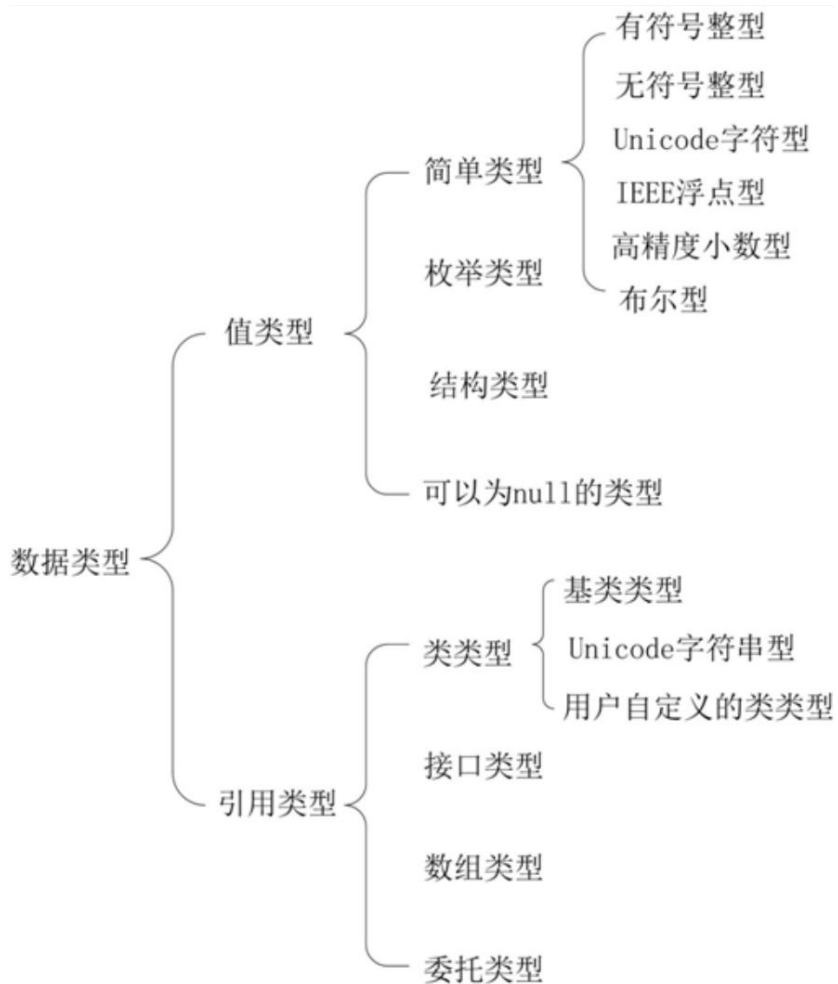 有符号整型
无符号整型
Unicode字符型
简单类型
IEEE浮点型
高精度小数型
枚举类型
布尔型
值类型
结构类型
可以为null的类型
数据类型
基类类型
类类型
Unicode字符串型
用户自定义的类类型
接口类型
引用类型
数组类型
委托类型